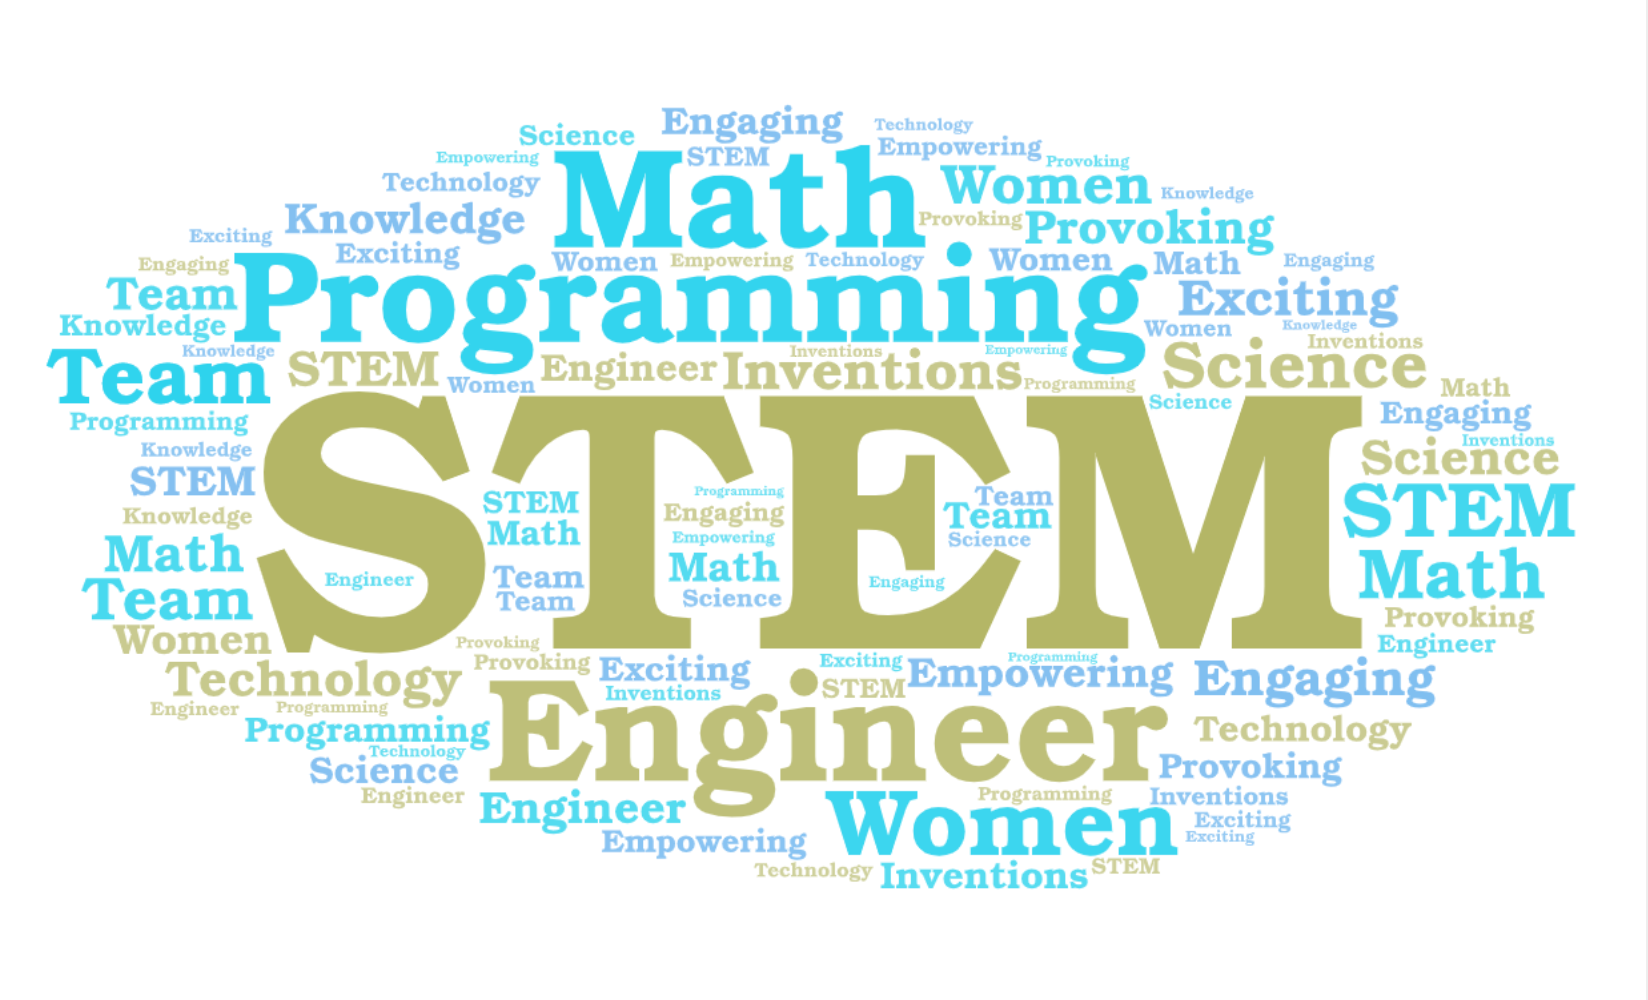 Engaging
Technology
Science
Empowering
Empowering
STEM
Provoking
Math
Technology
Women
Knowledge
Knowledge
Provoking
Provoking
Exciting
Exciting
Women
Empowering
Technology
Women
Math
Engaging
Engaging
Team
Programming
Exciting
Knowledge
Women
Knowledge
Inventions
Knowledge
Inventions
Empowering
Team
STEM
Engineer
Inventions
Science
Women
Programming
Math
Science
Programming
Engaging
Inventions
Knowledge
Science
STEM
STEM
Programming
Team
STEM
STEM
Knowledge
Engaging
Team
Math
Empowering
Science
Math
Math
Math
Engineer
Team
Engaging
Team
Team
Science
Provoking
Women
Provoking
Engineer
Provoking
Exciting
Exciting
Programming
Technology
Empowering
Engaging
Inventions
STEM
Engineer
Programming
Engineer
Programming
Technology
Technology
Science
Provoking
Engineer
Programming
Inventions
Engineer
Women
Exciting
Exciting
Empowering
Technology
Inventions
STEM